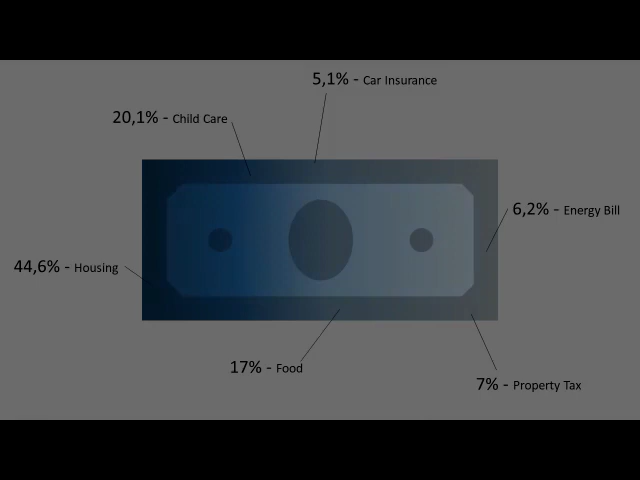 5,1% - Car Insurance
20,1% - Child Care
6,2% - Energy Bill
44,6% - Housing
17% - Food
7% - Property Tax